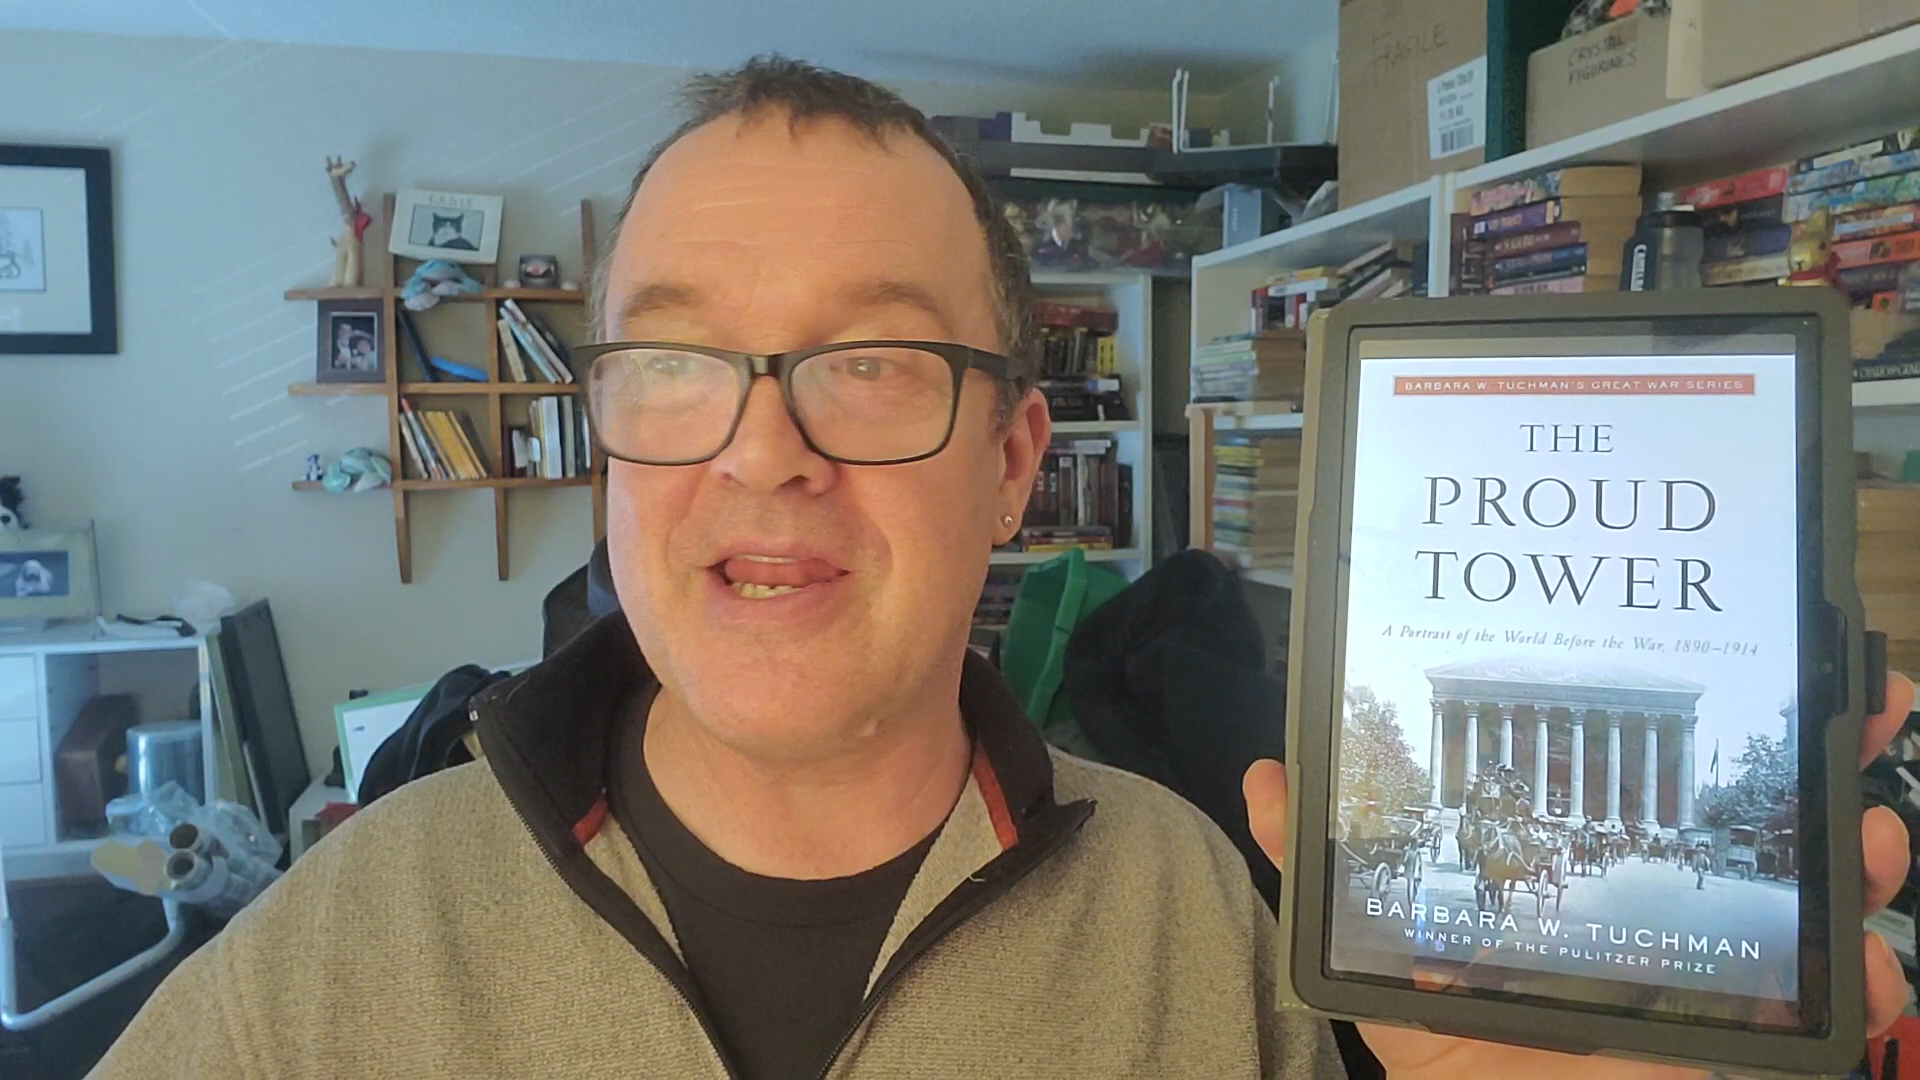 FRAGILE
CRYSTAL
FIGURINES
BARBARA W. TUCHMAN'S GREAT WAR SERIES
THE
PROUD
TOWER
A Portrait of the World Before the War, 1890–1914
BARBARA W. TUCHMAN
WINNER OF THE PULITZER PRIZE